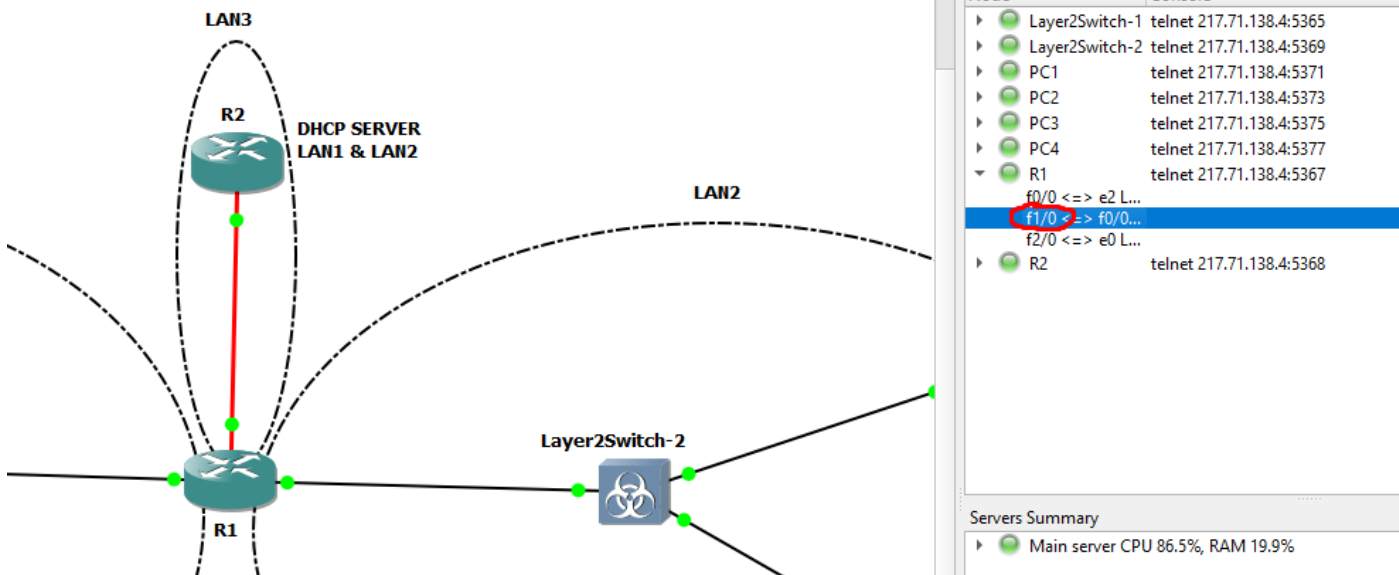 LAN3
R2
DHCP SERVER
LAN1 & LAN2
LAN2
Layer2Switch-2
R1
Layer2Switch-1 telnet 217.71.138.4:5365
Layer2Switch-2 telnet 217.71.138.4:5369
PC1 telnet 217.71.138.4:5371
PC2 telnet 217.71.138.4:5373
PC3 telnet 217.71.138.4:5375
PC4 telnet 217.71.138.4:5377
R1 telnet 217.71.138.4:5367
f0/0 <=> e2 L...
f1/0 <=> f0/0...
f2/0 <=> e0 L...
R2 telnet 217.71.138.4:5368
Servers Summary
Main server CPU 86.5%, RAM 19.9%